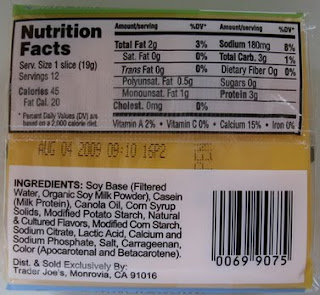 Nutrition
Facts
Serv. Size 1 slice (19g)
Servings 12
Calories 45
Fat Cal. 20
* Percent Daily Values (DV) are
based on a 2,000 calorie diet.
Amount/serving %DV* Amount/serving %DV*
Total Fat 2g 3% Sodium 180mg 8%
Sat. Fat 0g 0% Total Carb. 3g 1%
Trans Fat 0g 0% Dietary Fiber 0g 0%
Polyunsat. Fat 0.5g Sugars 0g
Monounsat. Fat 1g Protein 3g
Cholest. 0mg 0%
Vitamin A 2% • Vitamin C 0% • Calcium 15% • Iron 0%
AUG 04 2009 09:10 16P2
INGREDIENTS: Soy Base (Filtered
Water, Organic Soy Milk Powder), Casein
(Milk Protein), Canola Oil, Corn Syrup
Solids, Modified Potato Starch, Natural
& Cultured Flavors, Modified Corn Starch,
Sodium Citrate, Lactic Acid, Calcium and
Sodium Phosphate, Salt, Carrageenan,
Color (Apocarotenal and Betacarotene).
Dist. & Sold Exclusively By:
Trader Joe's, Monrovia, CA 91016
0069 9075